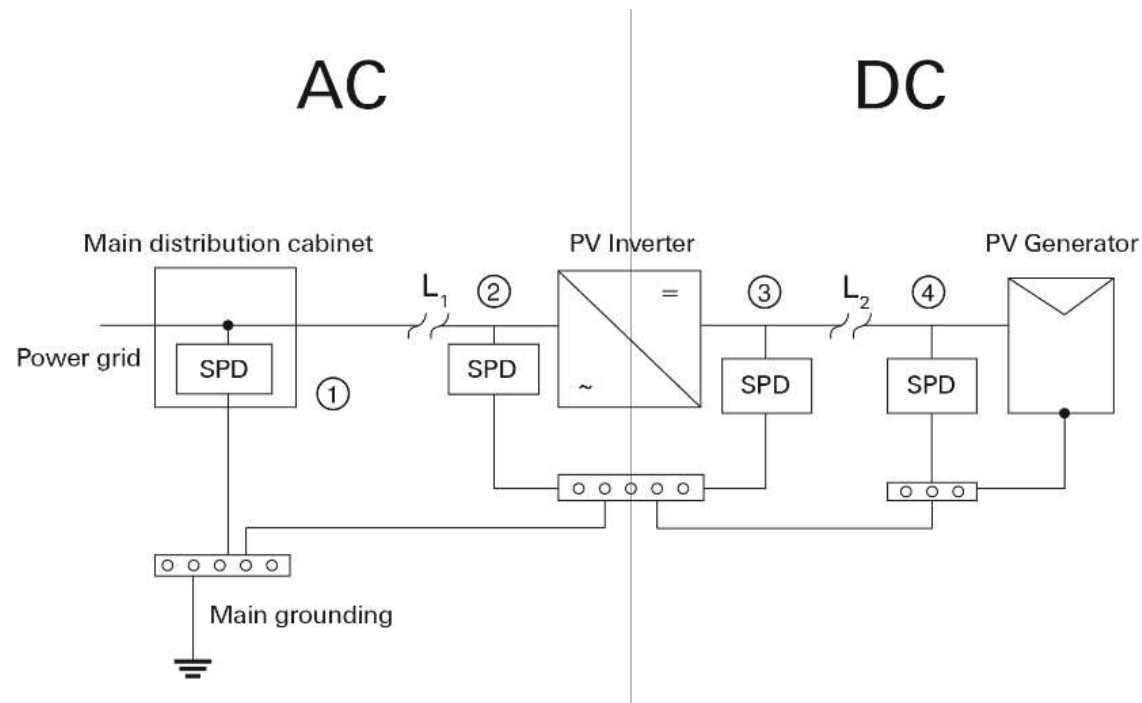 AC
DC
Main distribution cabinet
PV Inverter
PV Generator
L1
②
=
③
L2
④
Power grid
SPD
①
SPD
~
SPD
SPD
Main grounding